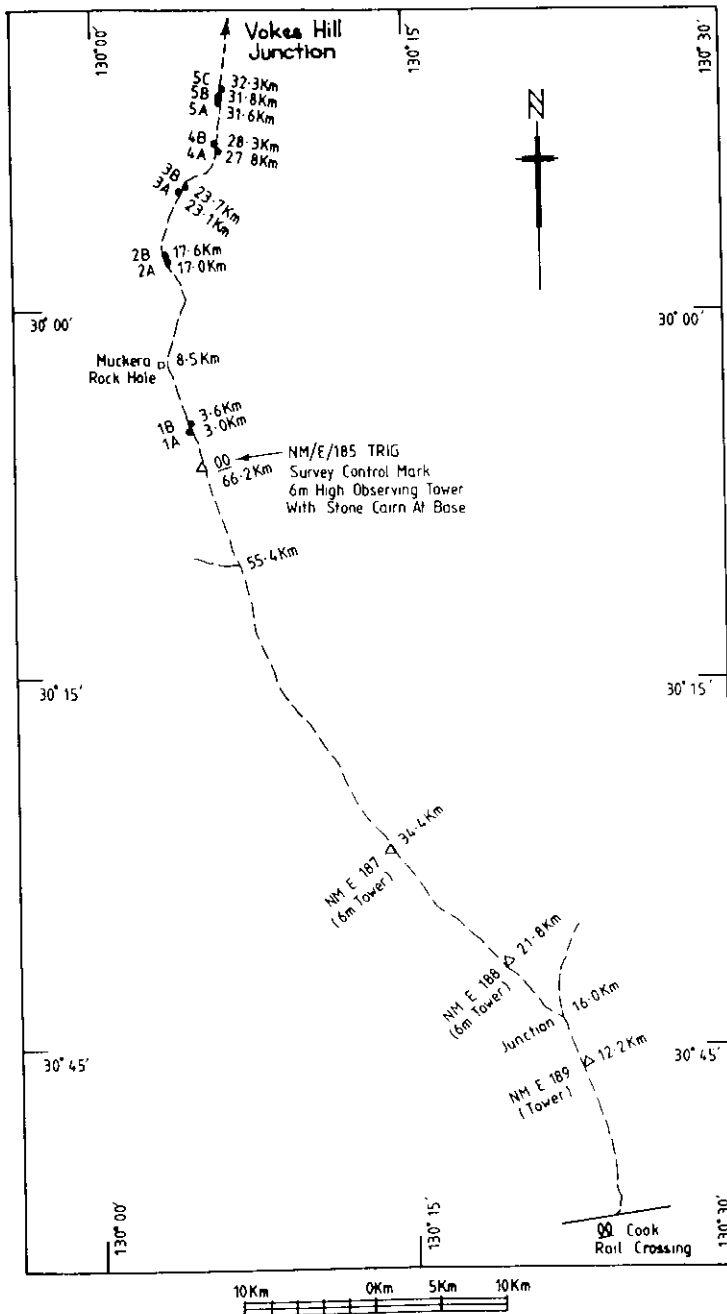 130° 00′
130° 15′
130° 30′
Vokes Hill
Junction
5C 32·3Km
5B 31·8Km
5A 31·6Km
4B 28·3Km
4A 27 8Km
3B 23·7Km
3A 23·1Km
2B 17·6Km
2A 17·0Km
N
30° 00′
30° 00′
Muckera
Rock Hole
8·5Km
1B 3·6Km
1A 3·0Km
00
66·2Km
NM/E/185 TRIG
Survey Control Mark
6m High Observing Tower
With Stone Cairn At Base
55·4Km
30° 15′
30° 15′
34·4Km
NM E 187
(6m Tower)
21·8Km
NM E 188
(6m Tower)
Junction
16·0Km
30° 45′
30° 45′
12·2Km
NM E 189
(Tower)
130° 00′
130° 15′
130° 30′
00 Cook
Rail Crossing
10Km 0Km 5Km 10Km